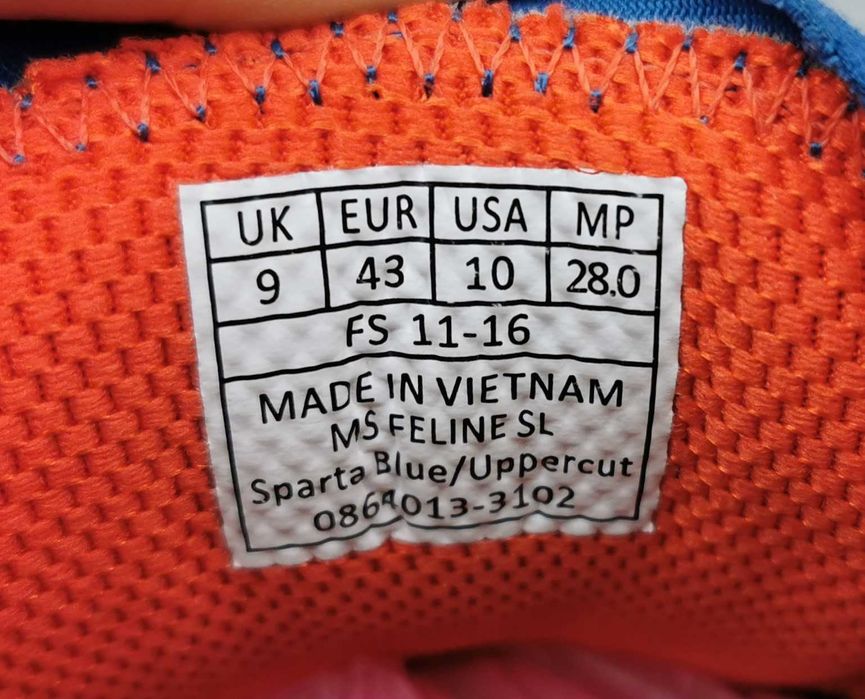 UK EUR USA MP
9 43 10 28.0
FS 11-16
MADE IN VIETNAM
MS FELINE SL
Sparta Blue/Uppercut
0864013-3102